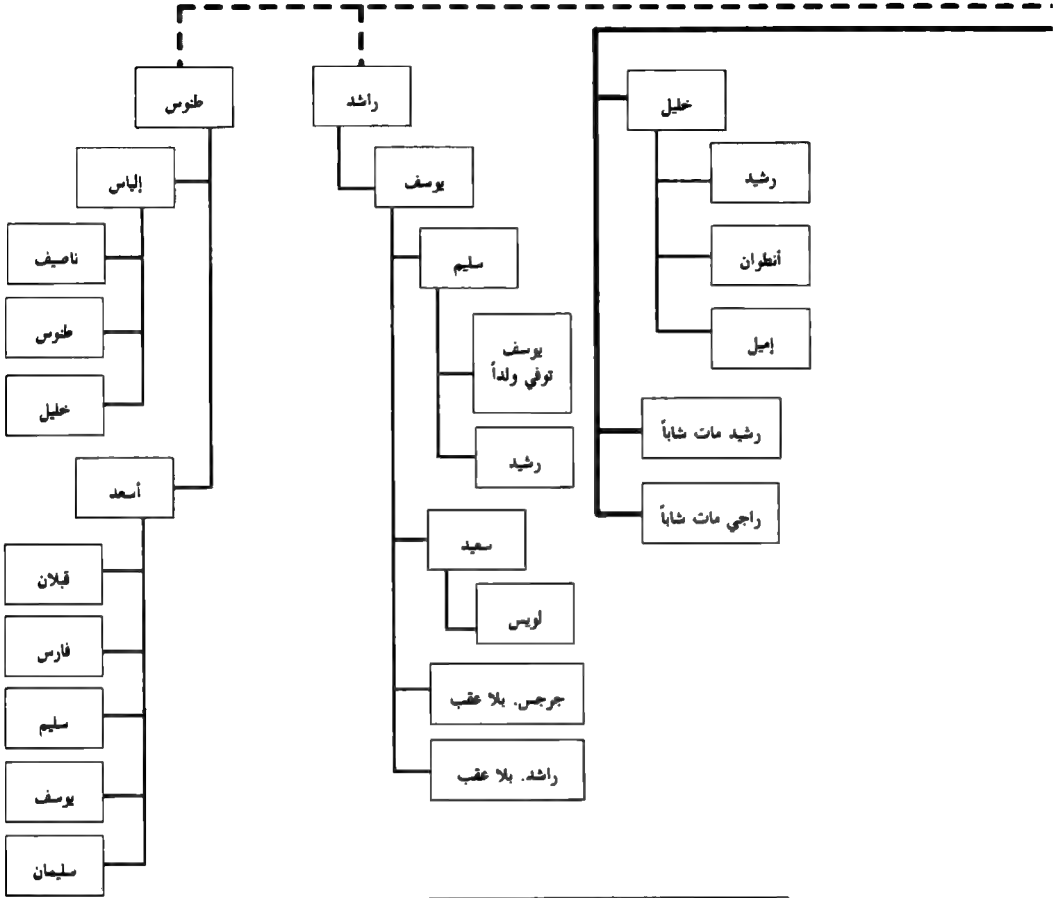 خليل
رشيد
أنطوان
إميل
رشيد مات شاباً
راجي مات شاباً
راشد
يوسف
سليم
يوسف
توفي ولداً
رشيد
سعيد
لويس
جرجس. بلا عقب
راشد. بلا عقب
طنوس
إلياس
ناصيف
طنوس
خليل
أسعد
قبلان
فارس
سليم
يوسف
سليمان